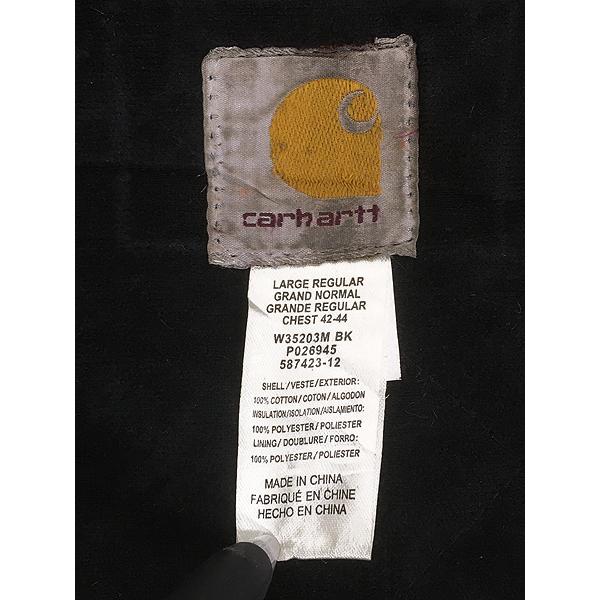 carhartt
LARGE REGULAR
GRAND NORMAL
GRANDE REGULAR
CHEST 42-44
W35203M BK
P026945
587423-12
SHELL/VESTE/EXTERIOR:
100% COTTON/COTON/ALGODON
INSULATION/ISOLATION/AISLAMIENTO:
100% POLYESTER/POLIESTER
LINING/DOUBLURE/FORRO:
100% POLYESTER/POLIESTER
MADE IN CHINA
FABRIQUÉ EN CHINE
HECHO EN CHINA